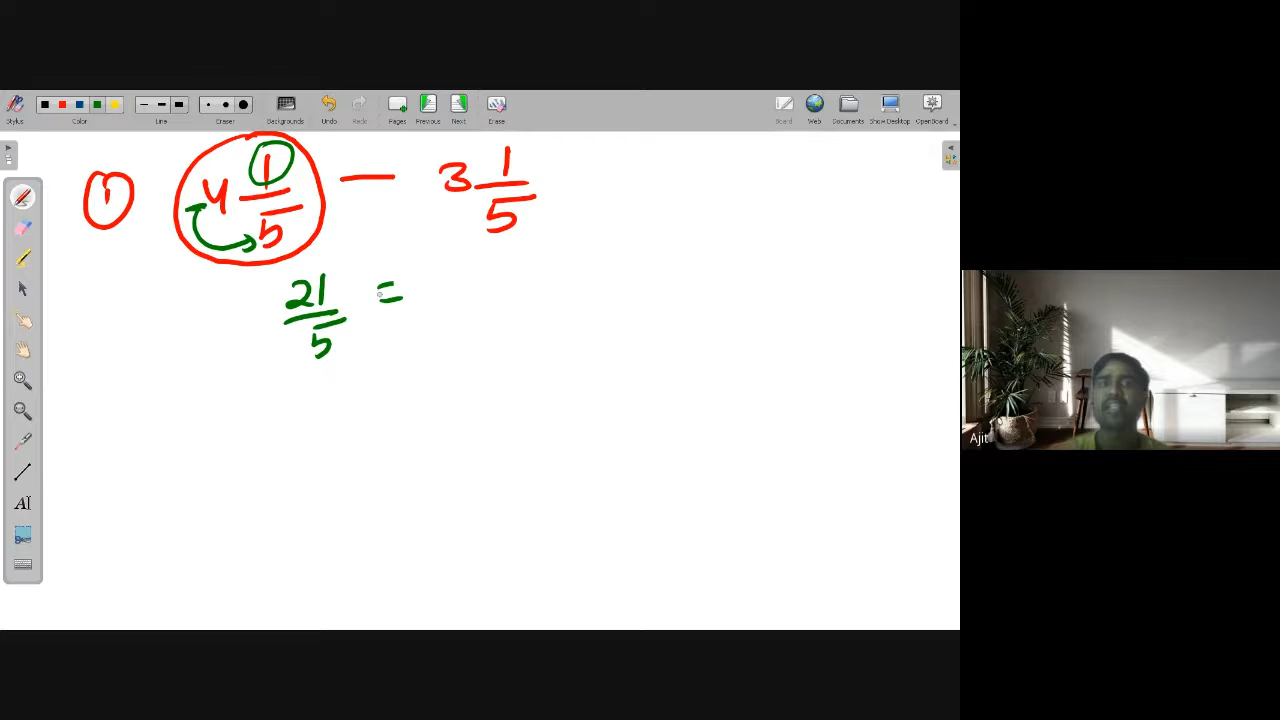 Stylus Color Line Eraser Backgrounds Undo Redo Pages Previous Next Erase Board Web Documents Show Desktop OpenBoard
① 4 1/5 — 3 1/5
21/5 =
Ajit